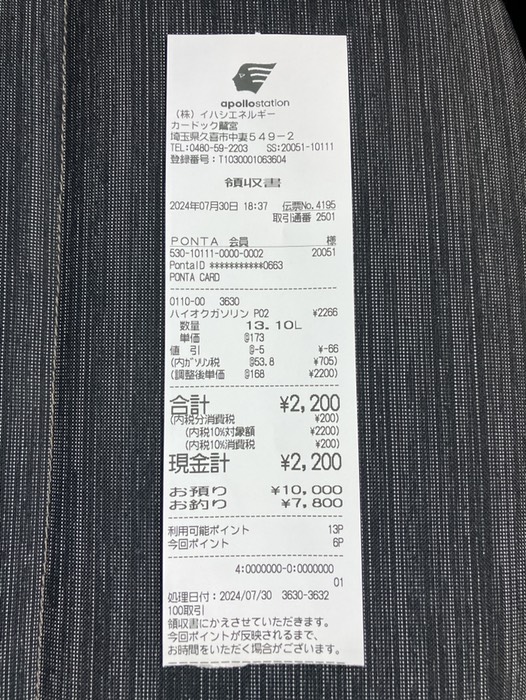 apollostation
(株)イハシエネルギー
カードック龍宮
埼玉県久喜市中妻549-2
TEL:0480-59-2203 SS:20051-10111
登録番号:T1030001063604
領収書
2024年07月30日 18:37 伝票No.4195
取引通番 2501
PONTA 会員 様
530-10111-0000-0002 20051
PontaID ***********0663
PONTA CARD
0110-00 3630
ハイオクガソリン P02 ¥2266
数量 13.10L
単価 @173
値 引 @-5 ¥-66
(内ガソリン税 @53.8 ¥705)
(調整後単価 @168 ¥2200)
合計 ¥2,200
(内税分消費税 ¥200)
(内税10%対象額 ¥2200)
(内税10%消費税 ¥200)
現金計 ¥2,200
お預り ¥10,000
お釣り ¥7,800
利用可能ポイント 13P
今回ポイント 6P
4:0000000-0:0000000
01
処理日付:2024/07/30 3630-3632
100取引
領収書にかえさせていただきます。
今回ポイントが反映されるまで、
お時間をいただく場合がございます。